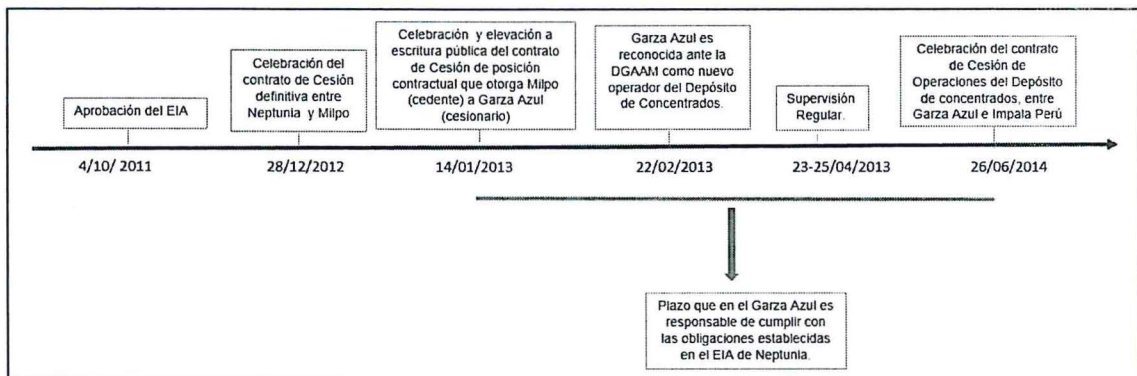 Aprobación del EIA
Celebración del
contrato de Cesión
definitiva entre
Neptunia y Milpo
Celebración y elevación a
escritura pública del contrato
de Cesión de posición
contractual que otorga Milpo
(cedente) a Garza Azul
(cesionario)
Garza Azul es
reconocida ante la
DGAAM como nuevo
operador del Depósito
de Concentrados.
Supervisión
Regular.
Celebración del contrato
de Cesión de
Operaciones del Depósito
de concentrados, entre
Garza Azul e Impala Perú
4/10/ 2011
28/12/2012
14/01/2013
22/02/2013
23-25/04/2013
26/06/2014
Plazo que en el Garza Azul es
responsable de cumplir con
las obligaciones establecidas
en el EIA de Neptunia.